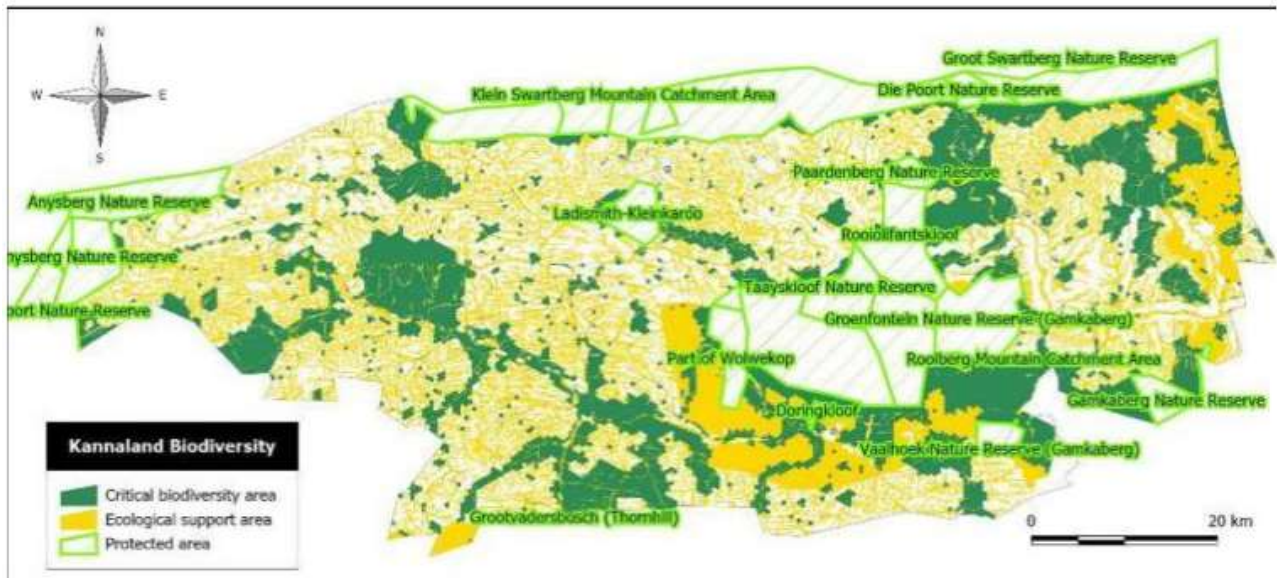 N
W E
S
Groot Swartberg Nature Reserve
Klein Swartberg Mountain Catchment Area
Die Poort Nature Reserve
Paardenberg Nature Reserve
Anysberg Nature Reserve
Ladismith-Kleinkaroo
Rooiolifantskloof
nysberg Nature Reserve
Taayskloof Nature Reserve
port Nature Reserve
Groenfontein Nature Reserve (Gamkaberg)
Part of Wolwekop
Rooiberg Mountain Catchment Area
Gamkaberg Nature Reserve
Doringkloof
Vaalhoek Nature Reserve (Gamkaberg)
Grootvadersbosch (Thornhill)
Kannaland Biodiversity
Critical biodiversity area
Ecological support area
Protected area
0 20 km